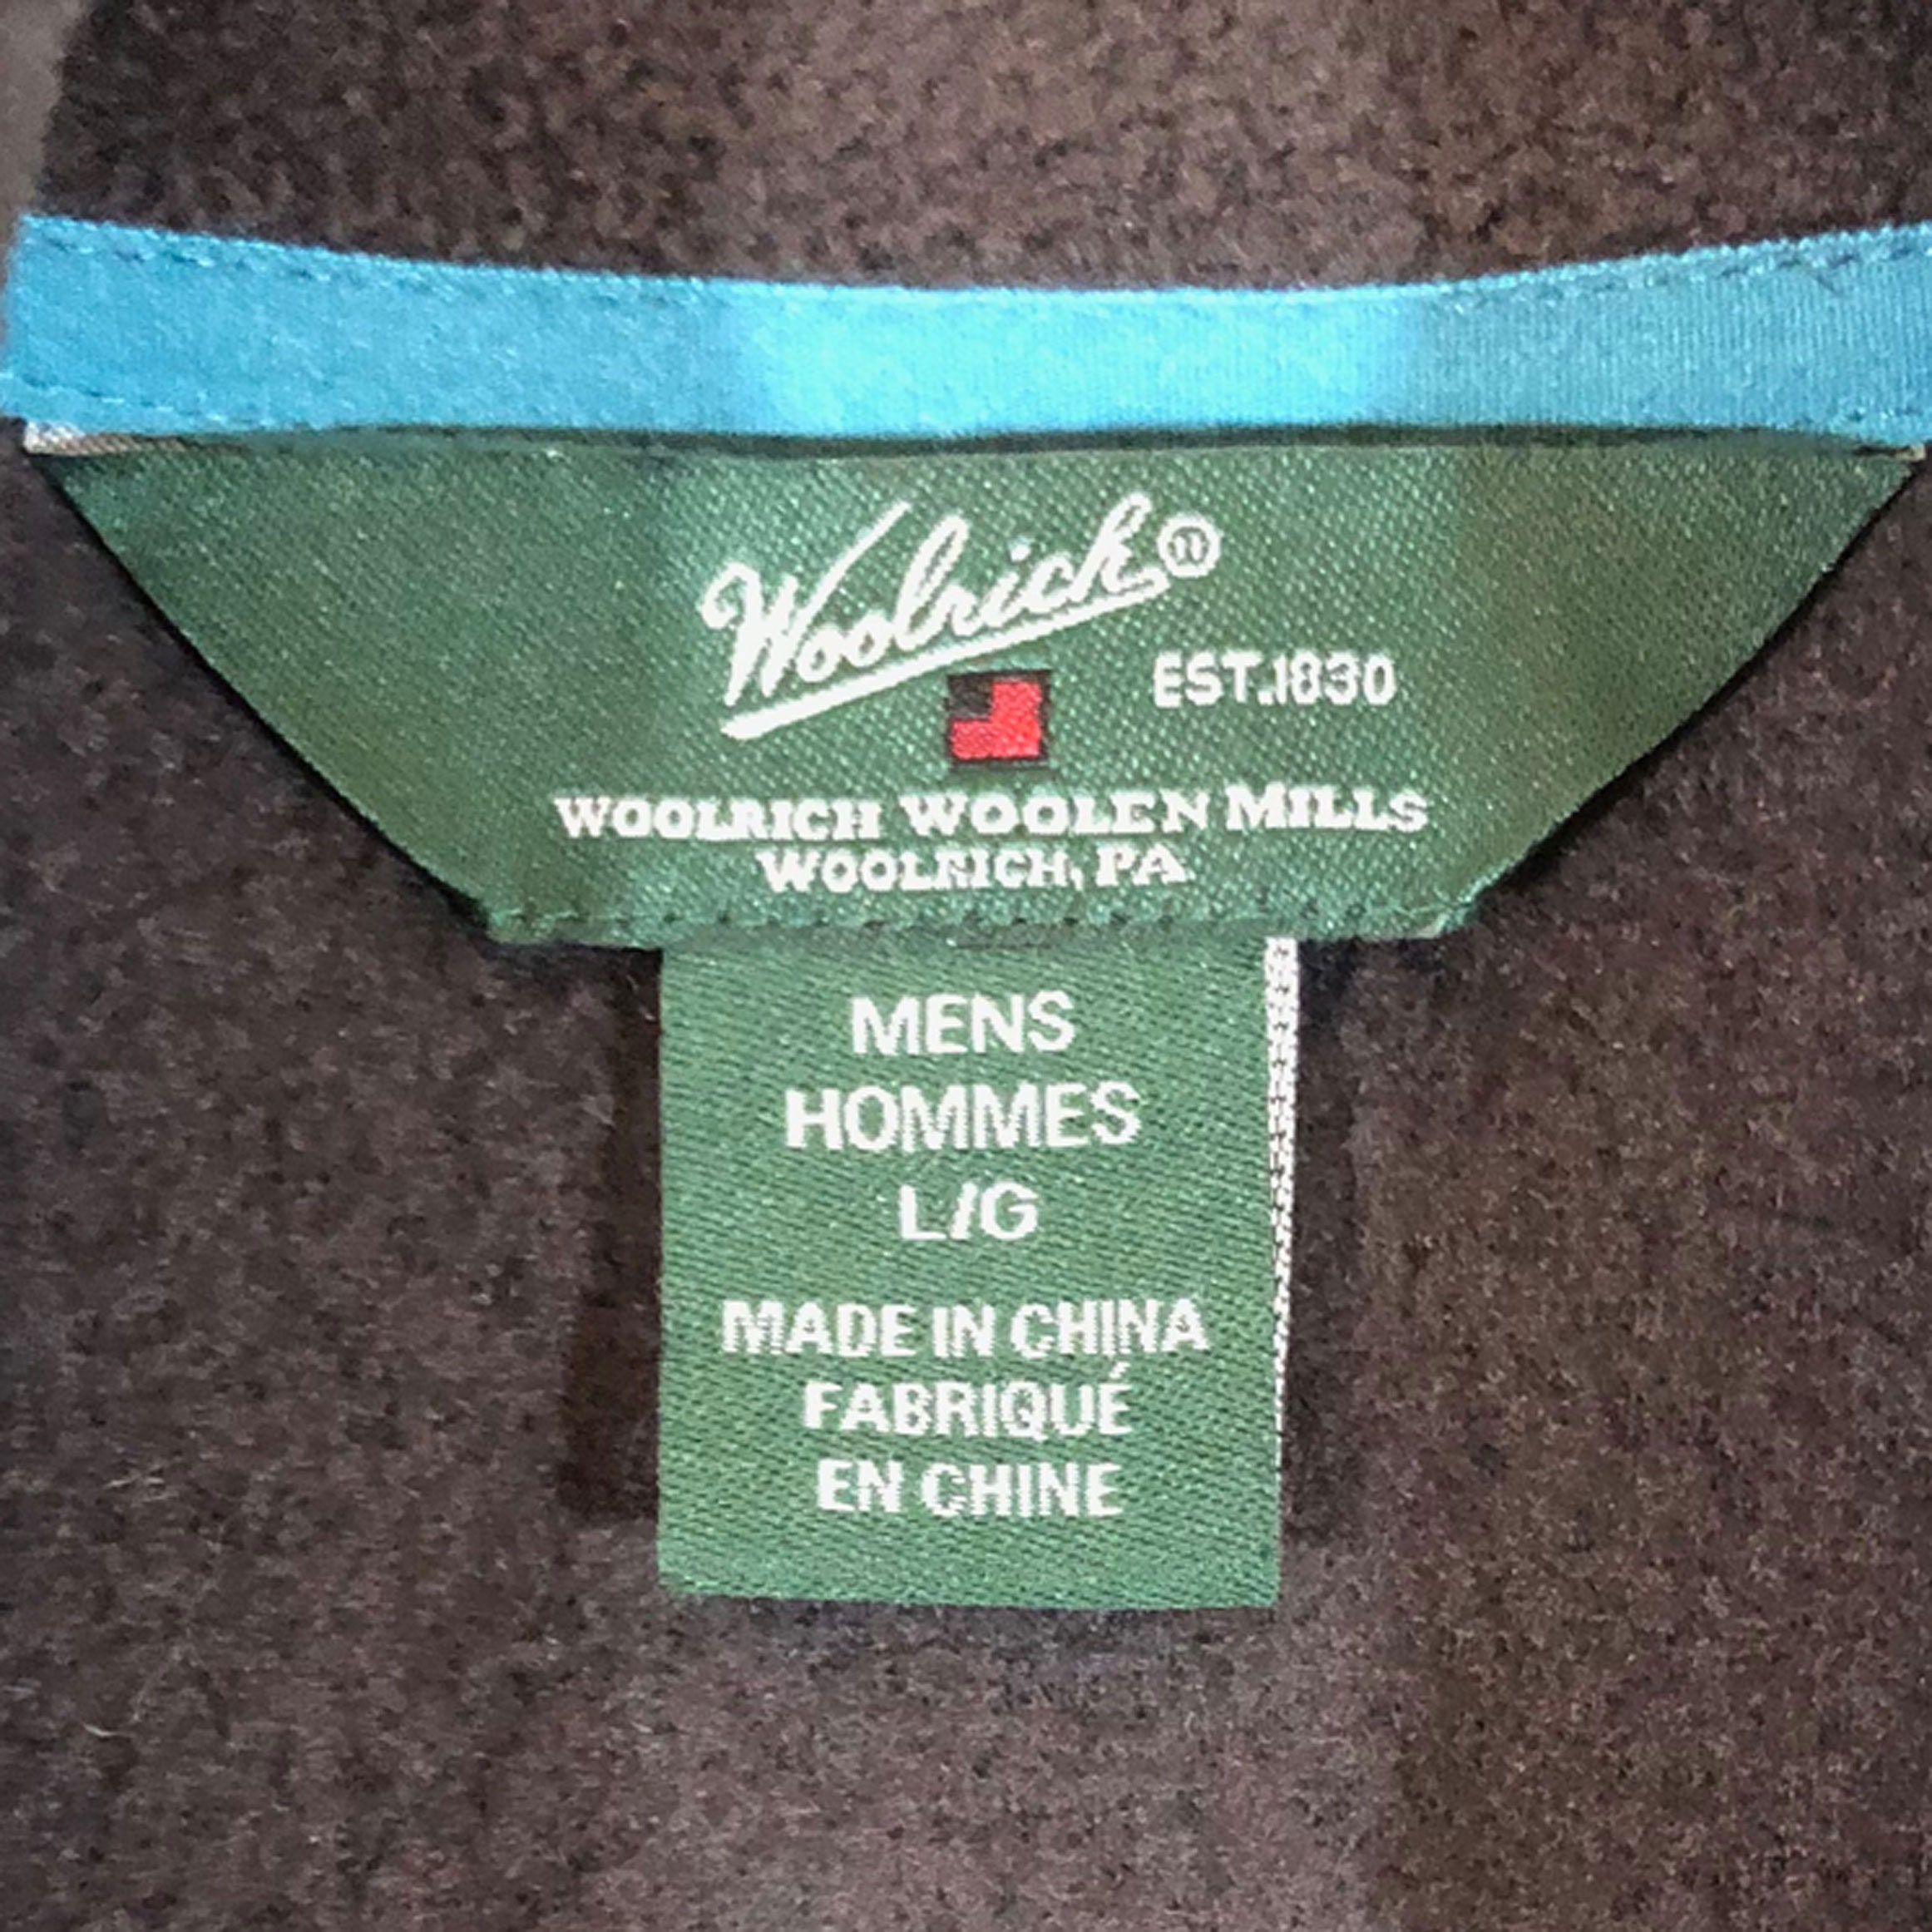 Woolrich®
EST.1830
WOOLRICH WOOLEN MILLS
WOOLRICH, PA
MENS
HOMMES
L/G
MADE IN CHINA
FABRIQUÉ
EN CHINE